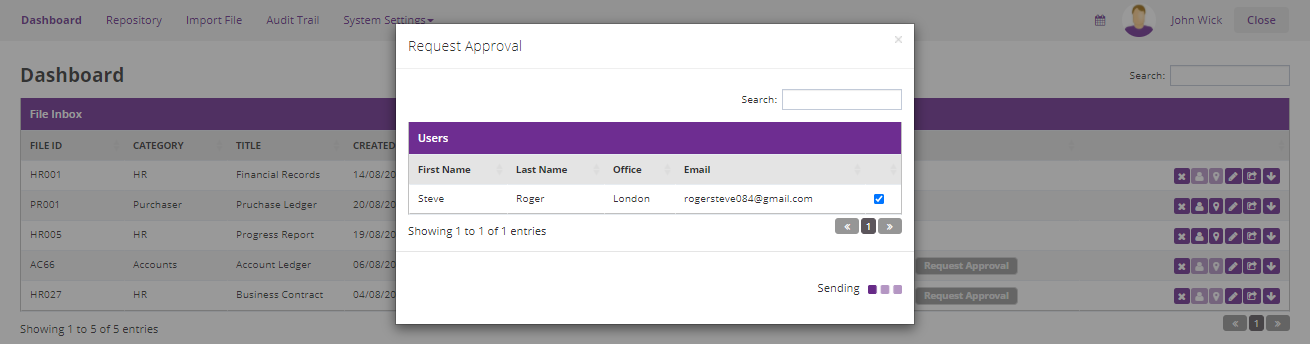 Dashboard Repository Import File Audit Trail System Settings John Wick Close
Request Approval ×
Dashboard
Search:
Search:
File Inbox
Users
FILE ID CATEGORY TITLE CREATED
First Name Last Name Office Email
HR001 HR Financial Records 14/08/20
Steve Roger London rogersteve084@gmail.com
PR001 Purchaser Pruchase Ledger 20/08/20
HR005 HR Progress Report 19/08/20
Showing 1 to 1 of 1 entries « 1 »
AC66 Accounts Account Ledger 06/08/20 Request Approval
HR027 HR Business Contract 04/08/20 Request Approval
Sending
Showing 1 to 5 of 5 entries « 1 »